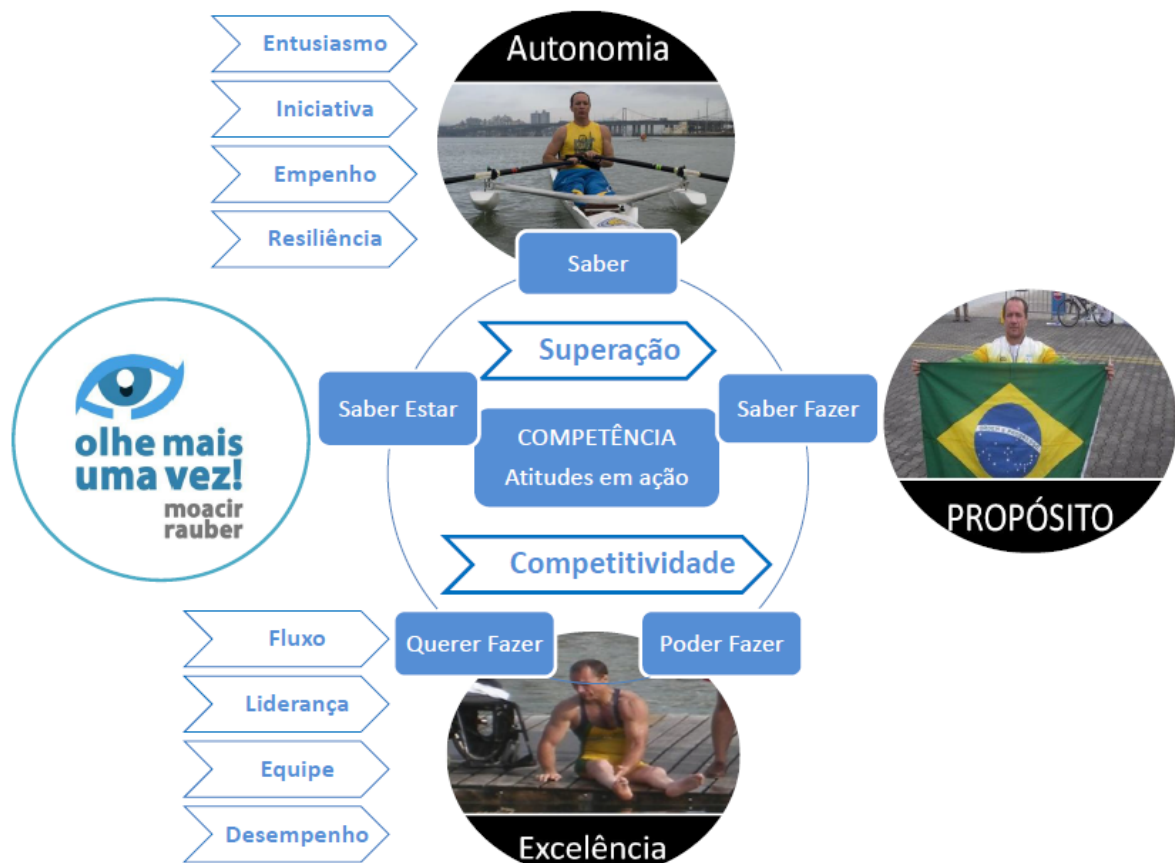 Entusiasmo
Iniciativa
Empenho
Resiliência
Autonomia
Saber
Superação
Saber Estar
Saber Fazer
COMPETÊNCIA
Atitudes em ação
olhe mais
uma vez!
moacir
rauber
PROPÓSITO
Competitividade
Querer Fazer
Poder Fazer
Fluxo
Liderança
Equipe
Desempenho
Excelência